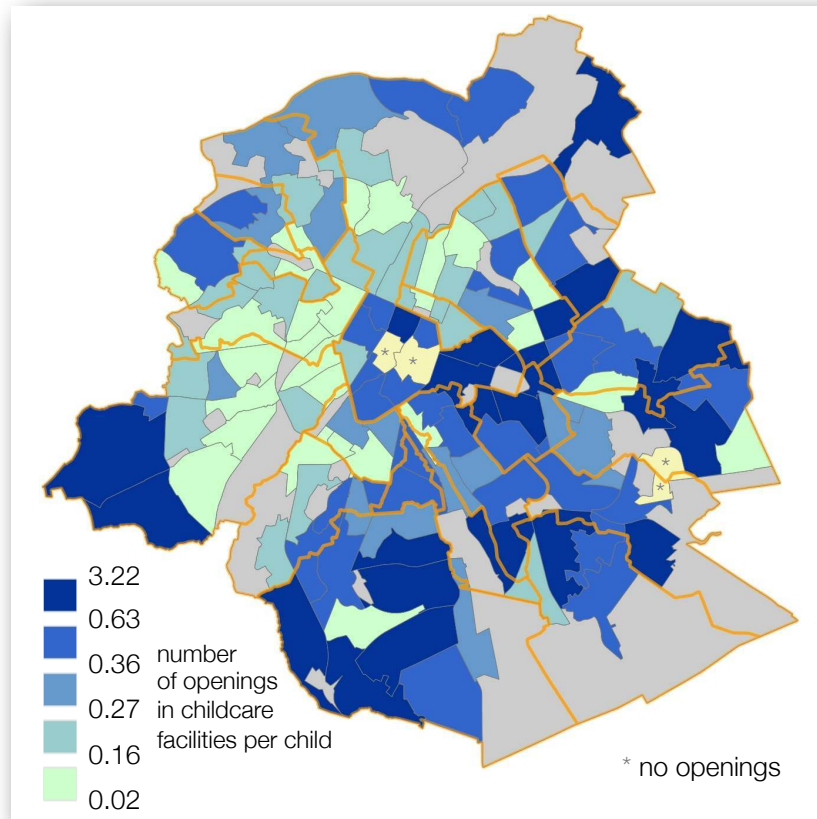 *
*
*
*
3.22
0.63
0.36
0.27
0.16
0.02
number
of openings
in childcare
facilities per child
* no openings